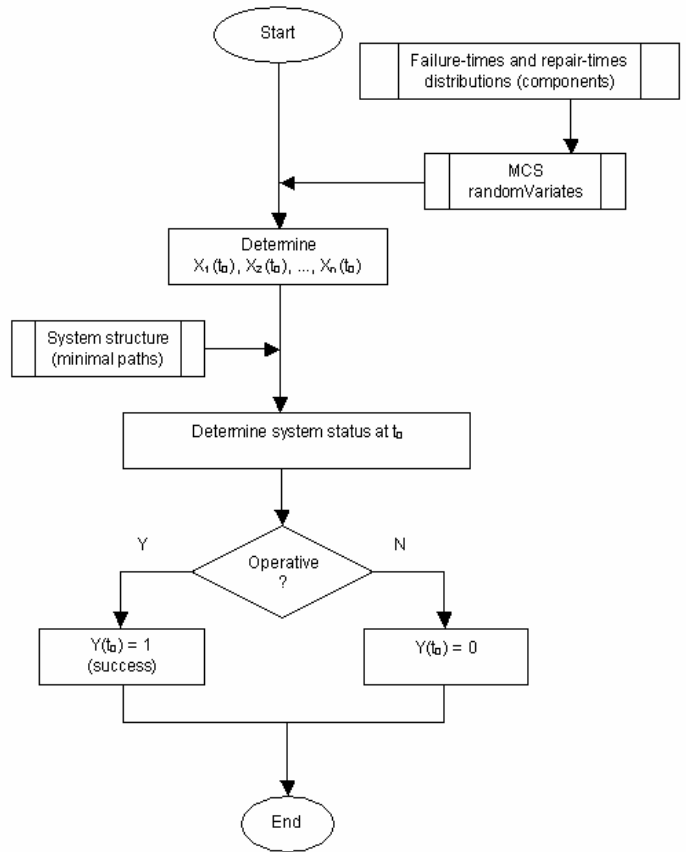 Start
Failure-times and repair-times
distributions (components)
MCS
randomVariates
Determine
X₁(t₀), X₂(t₀), ..., Xₙ(t₀)
System structure
(minimal paths)
Determine system status at t₀
Y
N
Operative
?
Y(t₀) = 1
(success)
Y(t₀) = 0
End